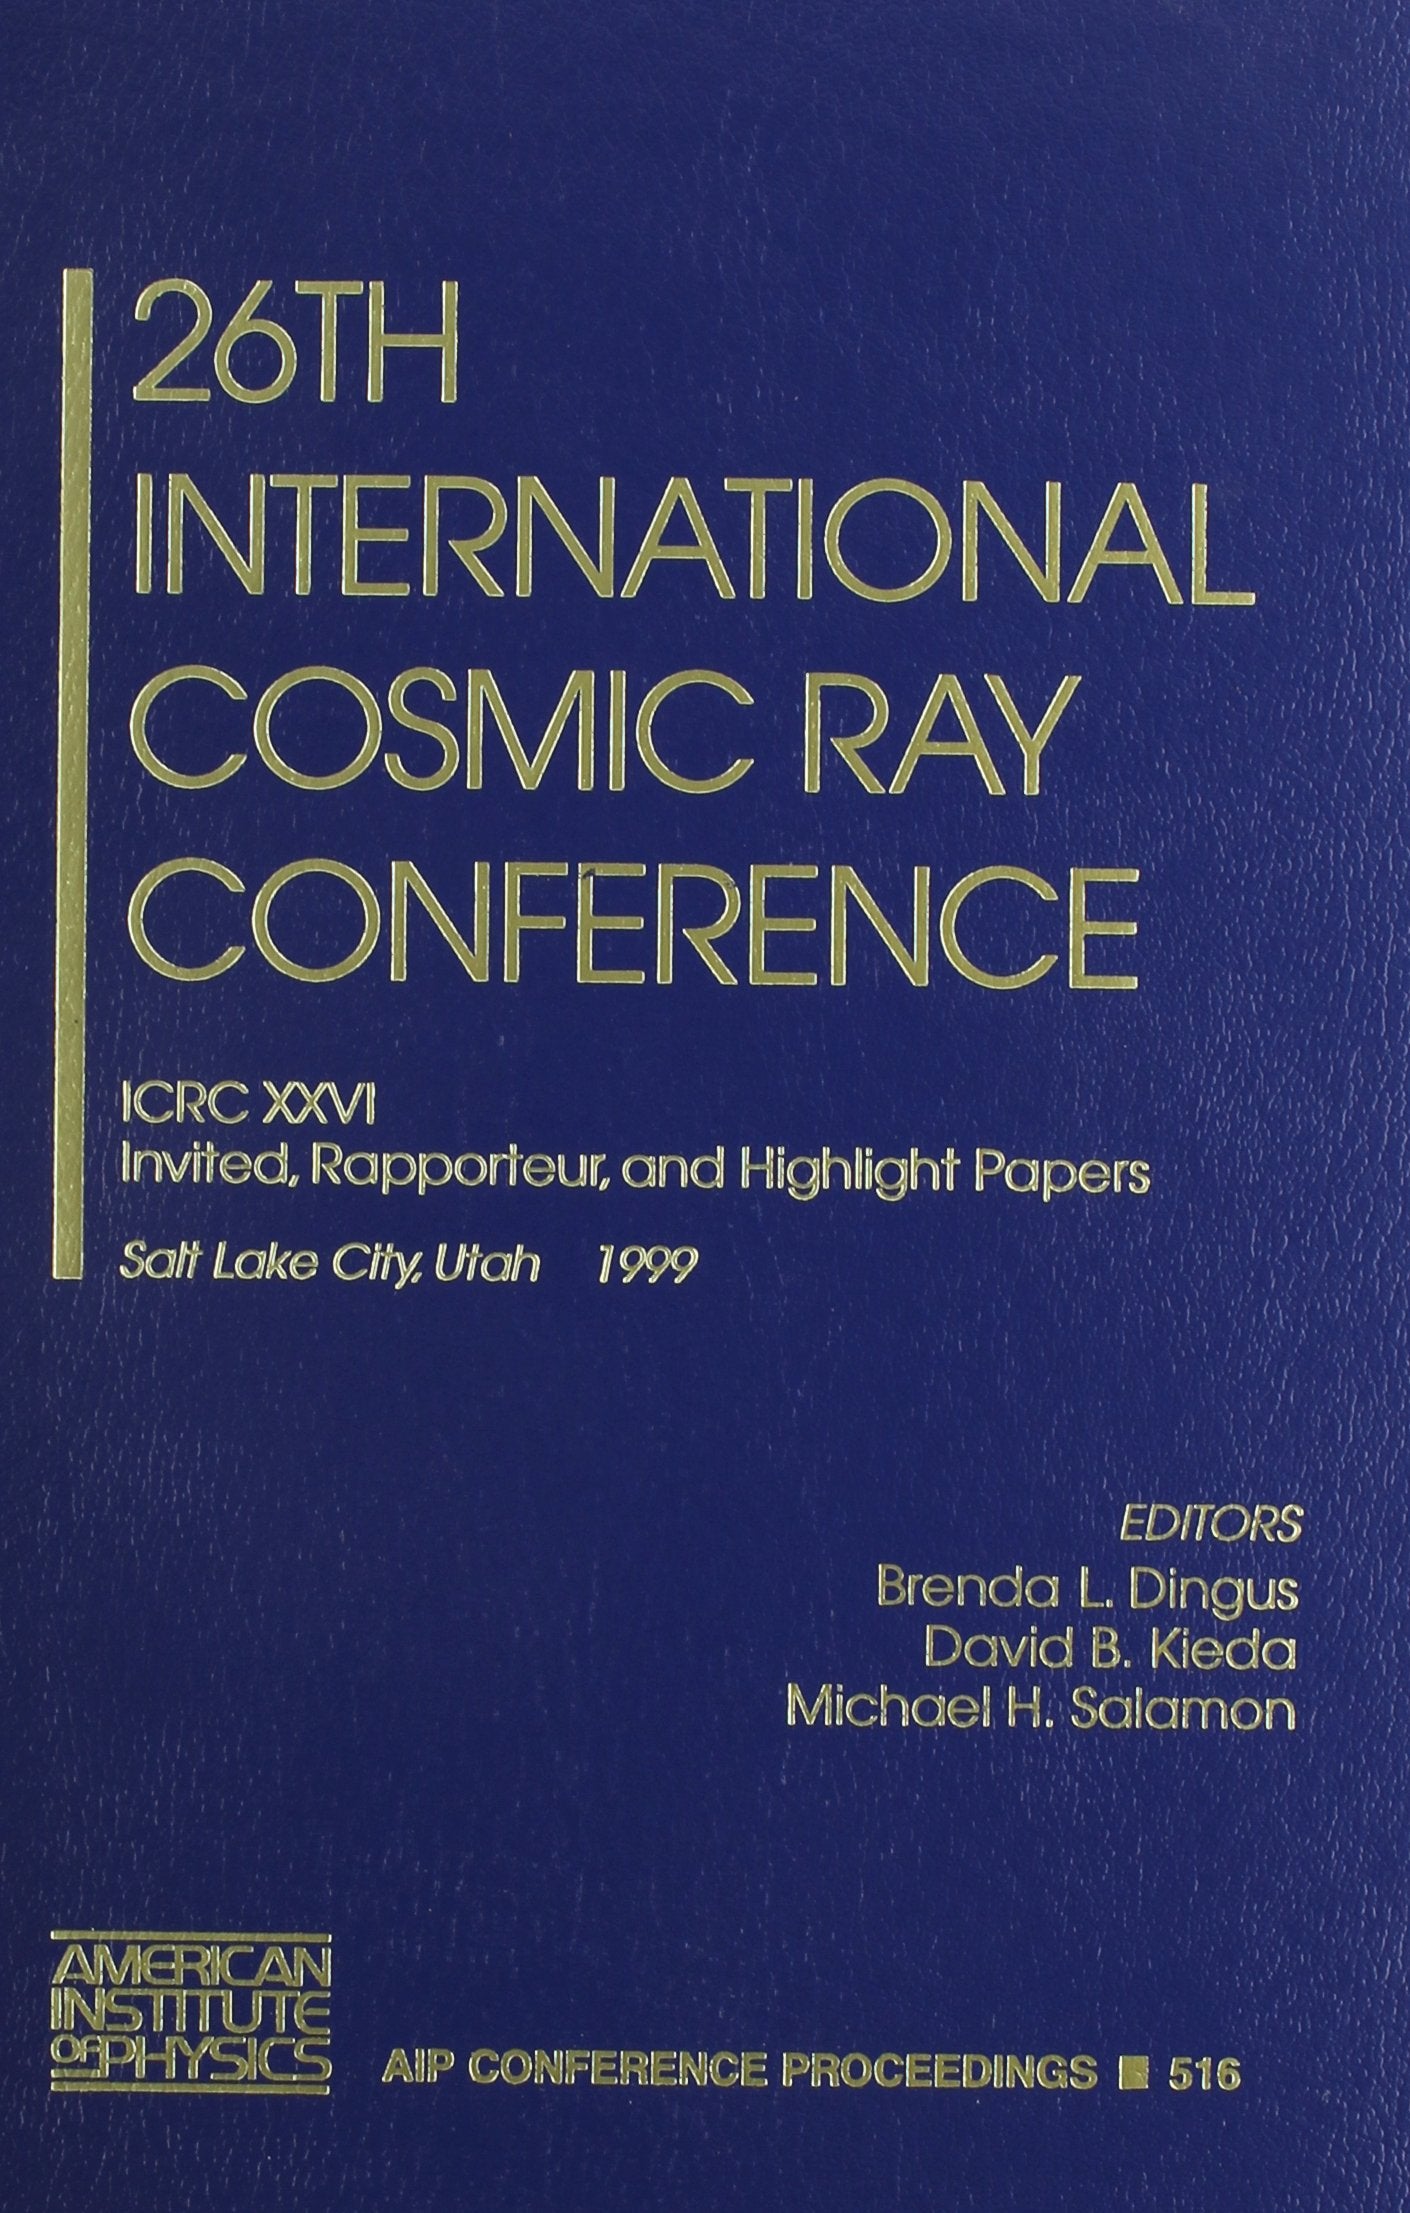 26TH
INTERNATIONAL
COSMIC RAY
CONFERENCE
ICRC XXVI
Invited, Rapporteur, and Highlight Papers
Salt Lake City, Utah 1999
EDITORS
Brenda L. Dingus
David B. Kieda
Michael H. Salamon
AMERICAN
INSTITUTE
OF PHYSICS
AIP CONFERENCE PROCEEDINGS ■ 516